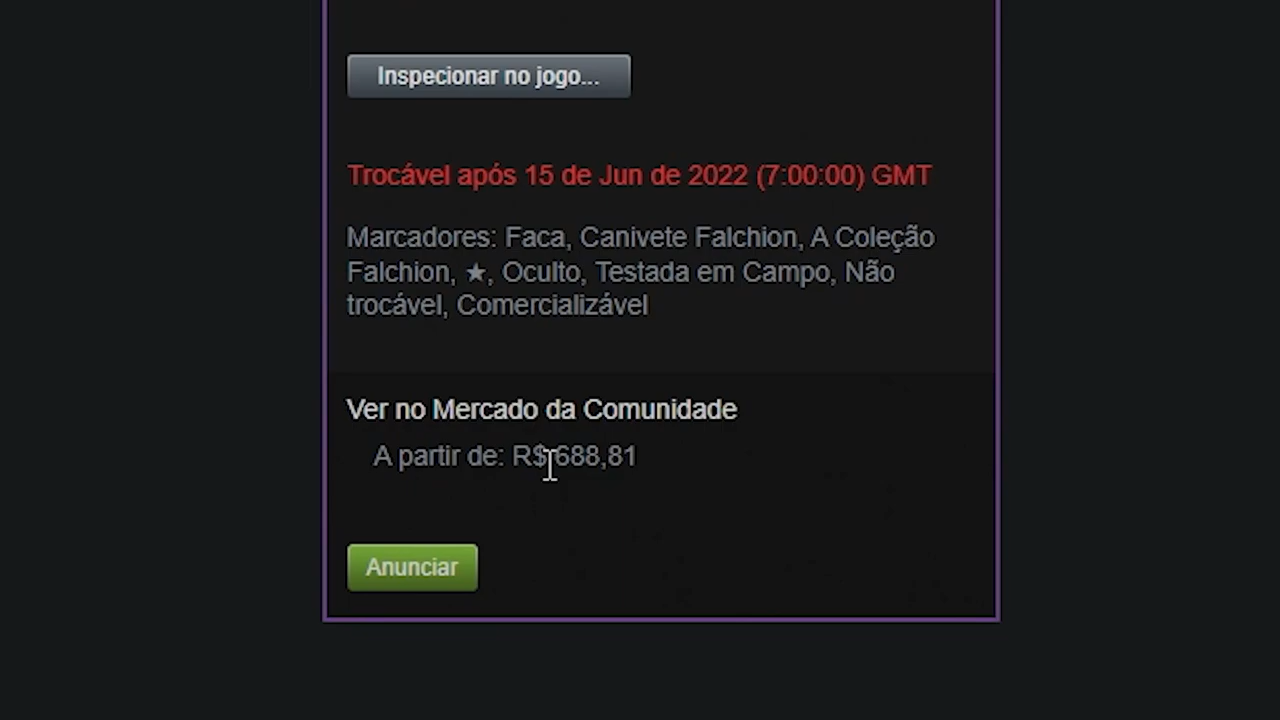 Inspecionar no jogo...
Trocável após 15 de Jun de 2022 (7:00:00) GMT
Marcadores: Faca, Canivete Falchion, A Coleção
Falchion, ★, Oculto, Testada em Campo, Não
trocável, Comercializável
Ver no Mercado da Comunidade
A partir de: R$ 688,81
Anunciar